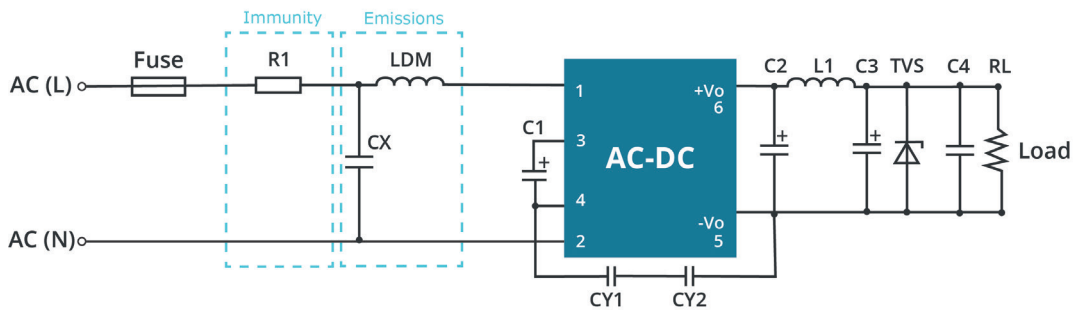 Immunity
Emissions
Fuse
R1
LDM
C2
L1
C3
TVS
C4
RL
AC (L)
1
+Vo
6
C1
3
CX
+
+
+
AC-DC
Load
4
AC (N)
2
-Vo
5
CY1
CY2